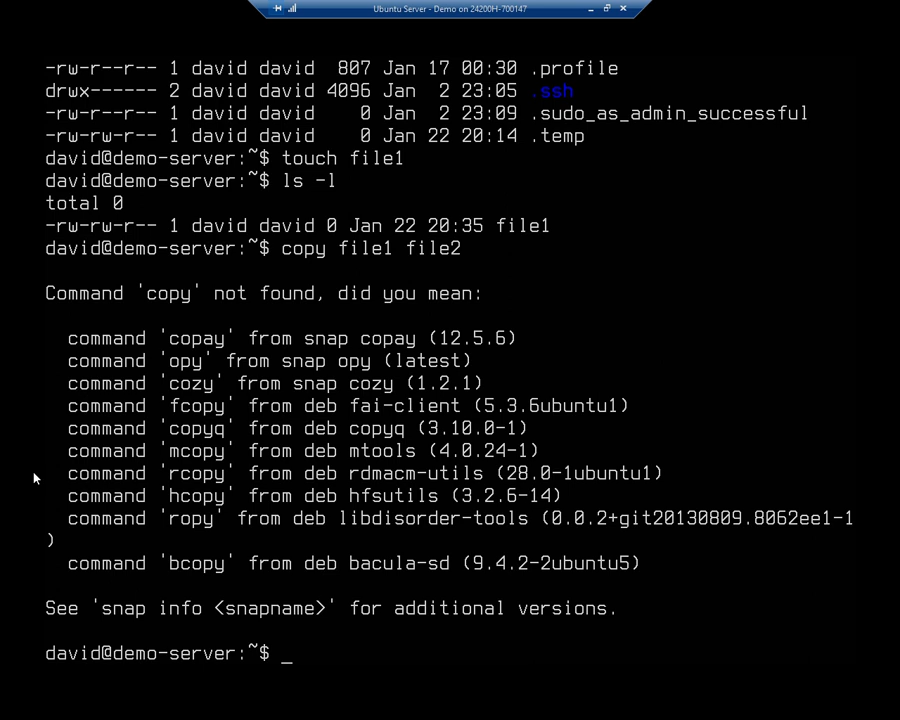 Ubuntu Server - Demo on 24200H-700147
-rw-r--r-- 1 david david  807 Jan 17 00:30 .profile
drwx------ 2 david david 4096 Jan  2 23:05 .ssh
-rw-r--r-- 1 david david    0 Jan  2 23:09 .sudo_as_admin_successful
-rw-rw-r-- 1 david david    0 Jan 22 20:14 .temp
david@demo-server:~$ touch file1
david@demo-server:~$ ls -l
total 0
-rw-rw-r-- 1 david david 0 Jan 22 20:35 file1
david@demo-server:~$ copy file1 file2
Command 'copy' not found, did you mean:
  command 'copay' from snap copay (12.5.6)
  command 'opy' from snap opy (latest)
  command 'cozy' from snap cozy (1.2.1)
  command 'fcopy' from deb fai-client (5.3.6ubuntu1)
  command 'copyq' from deb copyq (3.10.0-1)
  command 'mcopy' from deb mtools (4.0.24-1)
  command 'rcopy' from deb rdmacm-utils (28.0-1ubuntu1)
  command 'hcopy' from deb hfsutils (3.2.6-14)
  command 'ropy' from deb libdisorder-tools (0.0.2+git20130809.8062ee1-1
)
  command 'bcopy' from deb bacula-sd (9.4.2-2ubuntu5)
See 'snap info <snapname>' for additional versions.
david@demo-server:~$ _